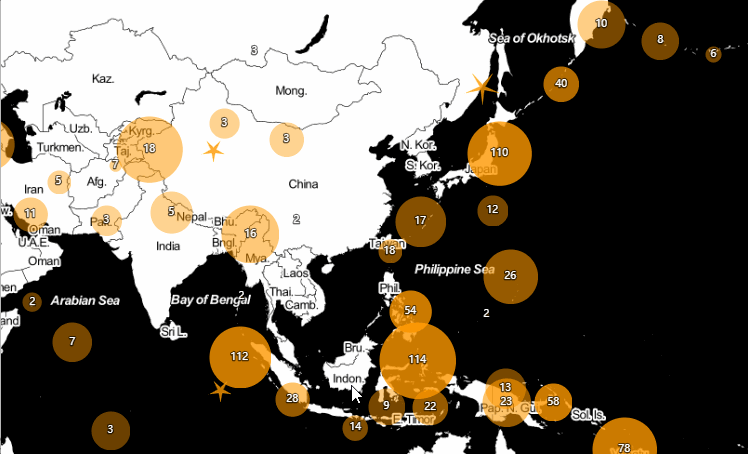 10
Sea of Okhotsk
8
3
6
Kaz.
40
Mong.
3
Uzb.
Kyrg.
3
N. Kor.
Turkmen.
Taj.
18
S. Kor.
110
7
Japan
Iran
5
Afg.
China
11
5
12
Pak.
3
Nepal
2
17
Oman
Bhu.
16
U.A.E.
India
Bngl.
Taiwan
18
Mya.
Oman
Laos
Philippine Sea
26
2
Arabian Sea
Bay of Bengal
2
Thai.
Camb.
Phil.
54
2
Sri L.
7
112
Bru.
114
Indon.
13
28
9
22
Pap. N. Gui.
23
58
Sol. Is.
E. Timor
3
14
78